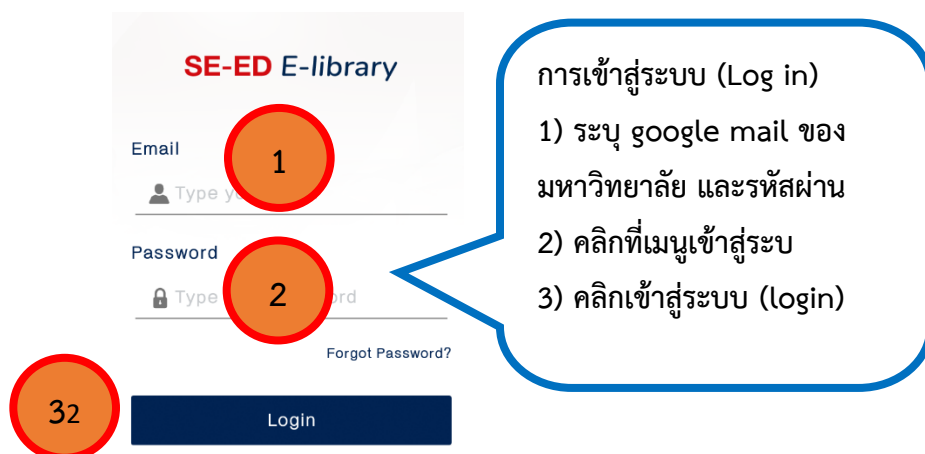 SE-ED E-library
Email
1
Type
Password
2
Type
Forgot Password?
32
Login
การเข้าสู่ระบบ (Log in)
1) ระบุ google mail ของ
มหาวิทยาลัย และรหัสผ่าน
2) คลิกที่เมนูเข้าสู่ระบ
3) คลิกเข้าสู่ระบบ (login)